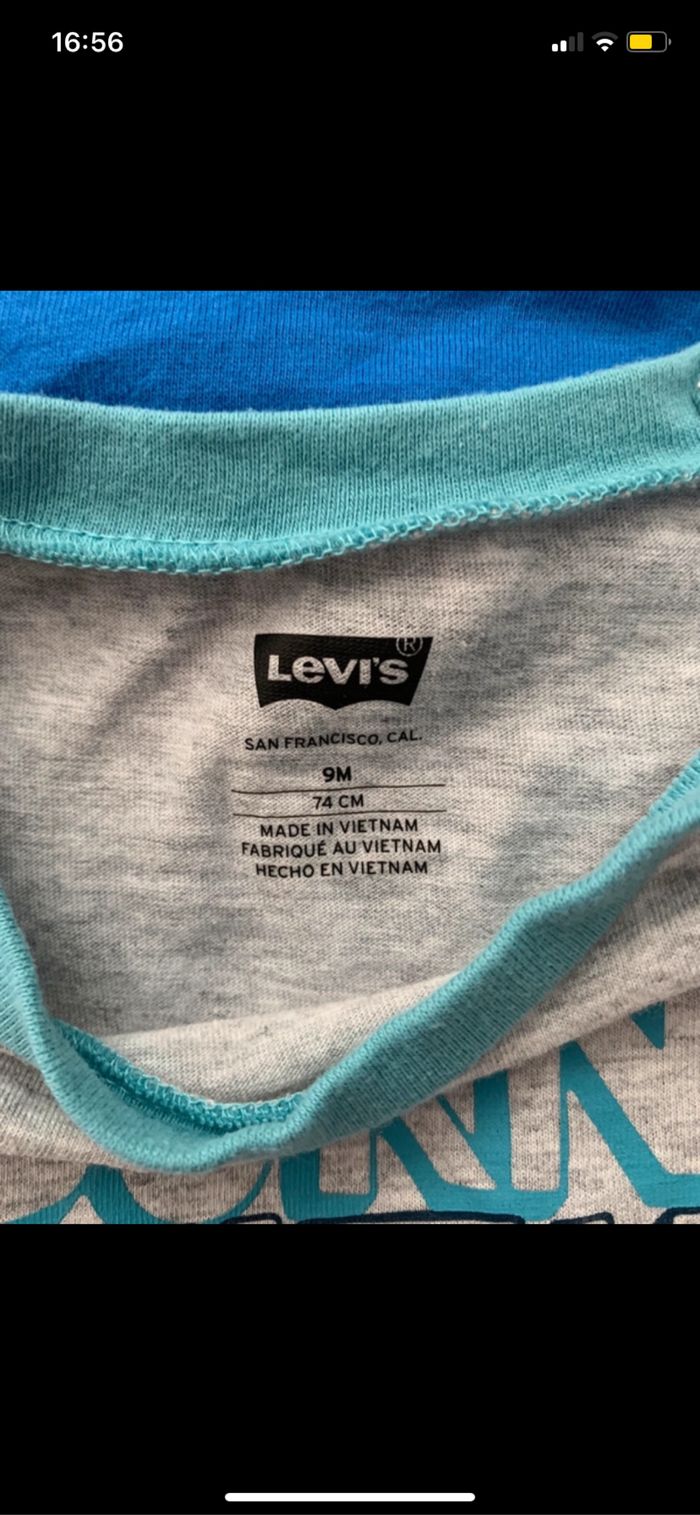 16:56
LEVI'S®
SAN FRANCISCO, CAL.
9M
74 CM
MADE IN VIETNAM
FABRIQUÉ AU VIETNAM
HECHO EN VIETNAM